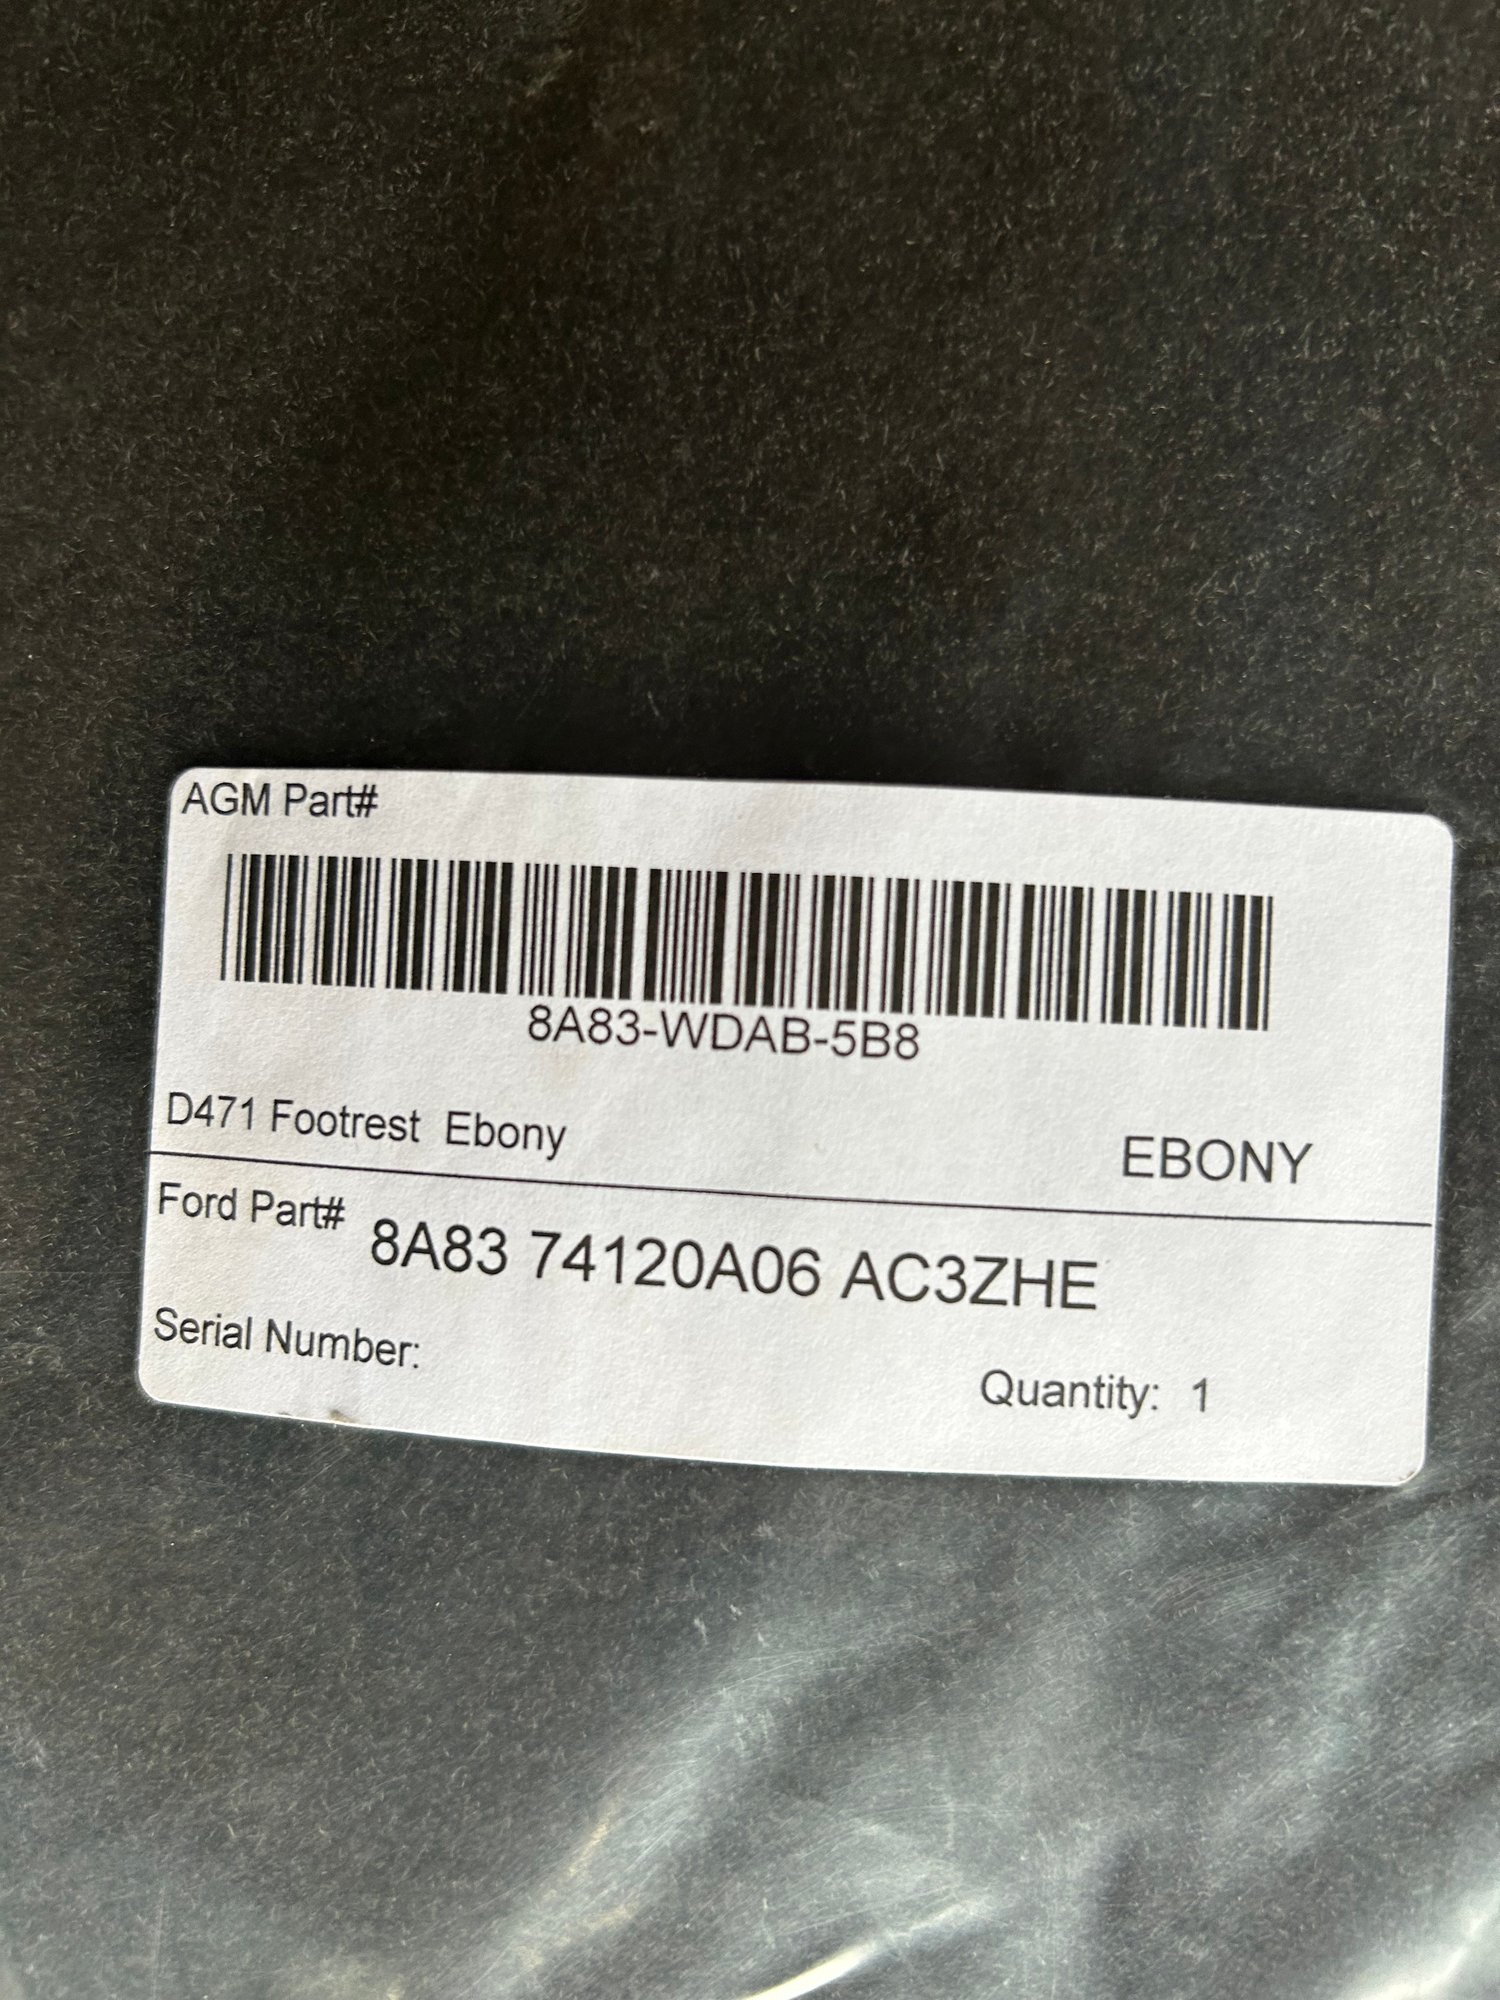 AGM Part#
8A83-WDAB-5B8
D471 Footrest  Ebony
EBONY
Ford Part# 8A83 74120A06 AC3ZHE
Serial Number:
Quantity:  1